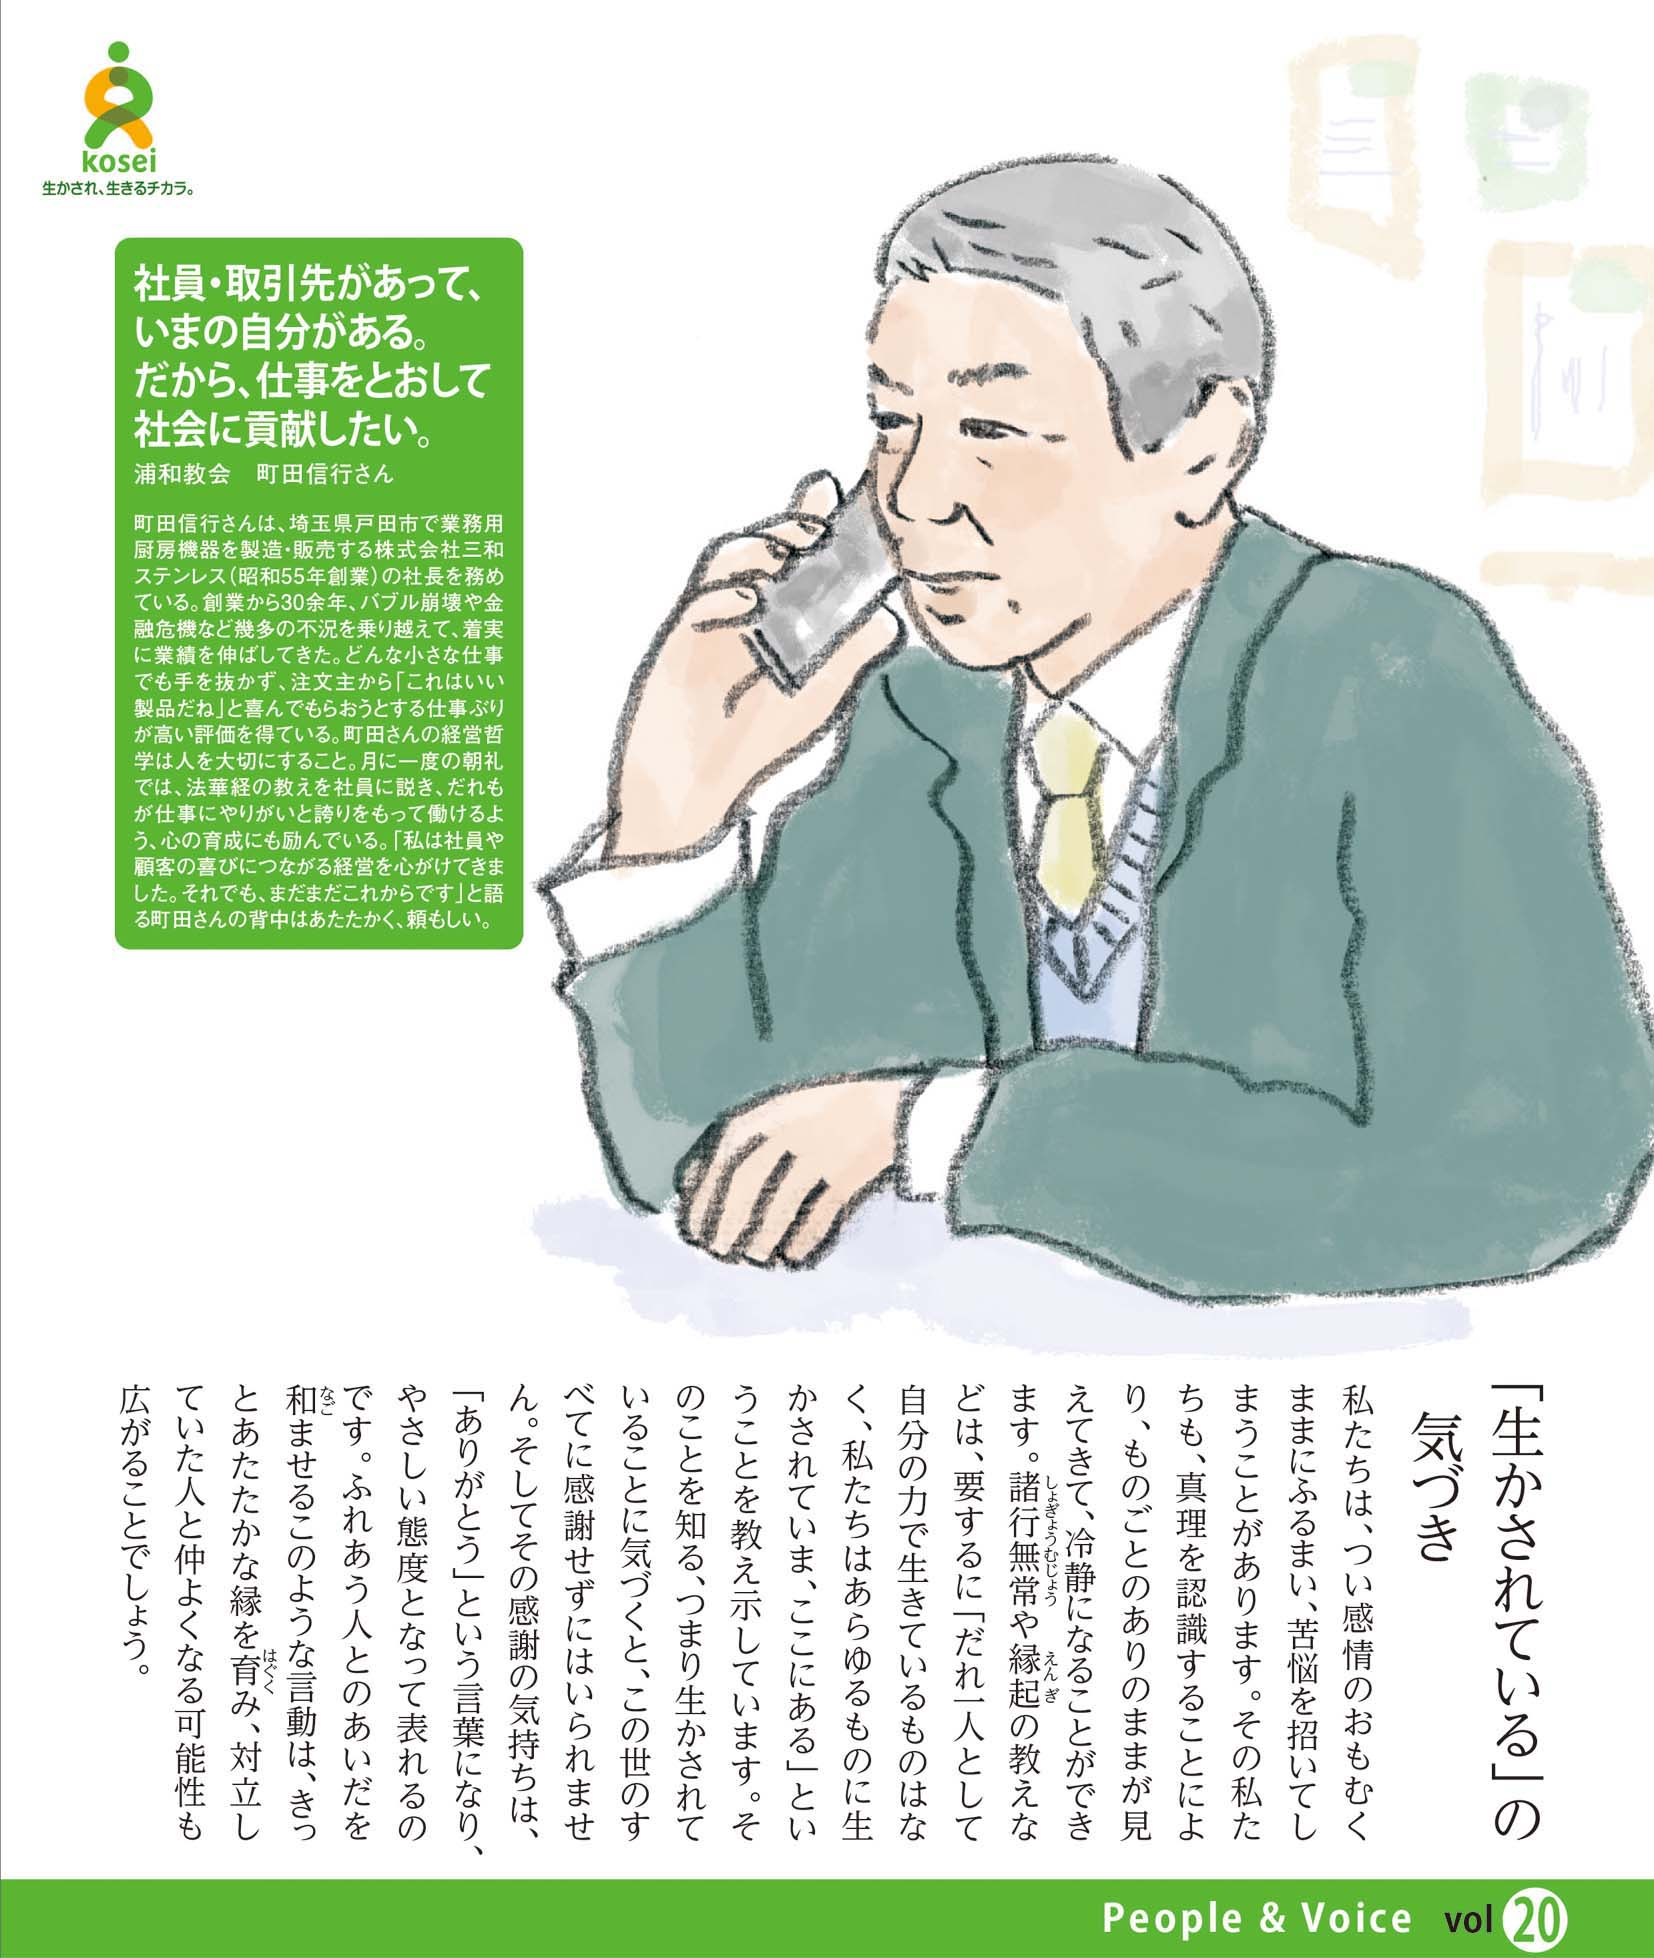 kosei
生かされ、生きるチカラ。
社員・取引先があって、
いまの自分がある。
だから、仕事をとおして
社会に貢献したい。
浦和教会　町田信行さん
町田信行さんは、埼玉県戸田市で業務用
厨房機器を製造・販売する株式会社三和
ステンレス（昭和55年創業）の社長を務め
ている。創業から30余年、バブル崩壊や金
融危機など幾多の不況を乗り越えて、着実
に業績を伸ばしてきた。どんな小さな仕事
でも手を抜かず、注文主から「これはいい
製品だね」と喜んでもらおうとする仕事ぶり
が高い評価を得ている。町田さんの経営哲
学は人を大切にすること。月に一度の朝礼
では、法華経の教えを社員に説き、だれも
が仕事にやりがいと誇りをもって働けるよ
う、心の育成にも励んでいる。「私は社員や
顧客の喜びにつながる経営を心がけてきま
した。それでも、まだまだこれからです」と語
る町田さんの背中はあたたかく、頼もしい。
「生かされている」の
気づき
私たちは、つい感情のおもむく
ままにふるまい、苦悩を招いてし
まうことがあります。その私た
ちも、真理を認識することによ
り、ものごとのありのままが見
えてきて、冷静になることができ
ます。諸行無常や縁起の教えな
しょぎょうむじょう
えんぎ
どは、要するに「だれ一人として
自分の力で生きているものはな
く、私たちはあらゆるものに生
かされていま、ここにある」とい
うことを教え示しています。そ
のことを知る、つまり生かされて
いることに気づくと、この世のす
べてに感謝せずにはいられませ
ん。そしてその感謝の気持ちは、
「ありがとう」という言葉になり、
やさしい態度となって表れるの
です。ふれあう人とのあいだを
和ませるこのような言動は、きっ
なご
とあたたかな縁を育み、対立し
はぐく
ていた人と仲よくなる可能性も
広がることでしょう。
People & Voice vol 20